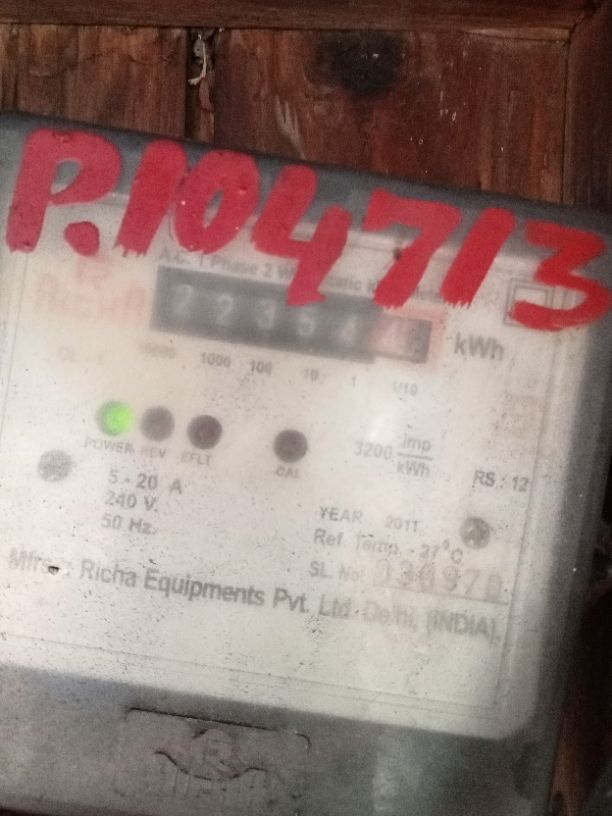 P.104713
A.C. 1 Phase 2 W
2 2 3 5 4
kWh
10000 1000 100 10 1 1/10
POWER REV EFLT CAL
3200 imp/kWh
RS : 12
5 - 20 A
240 V.
50 Hz.
YEAR 2011
Ref. Temp. - 27°C
SL. No.
Mfrs. : Richa Equipments Pvt. Ltd. Delhi, (INDIA).